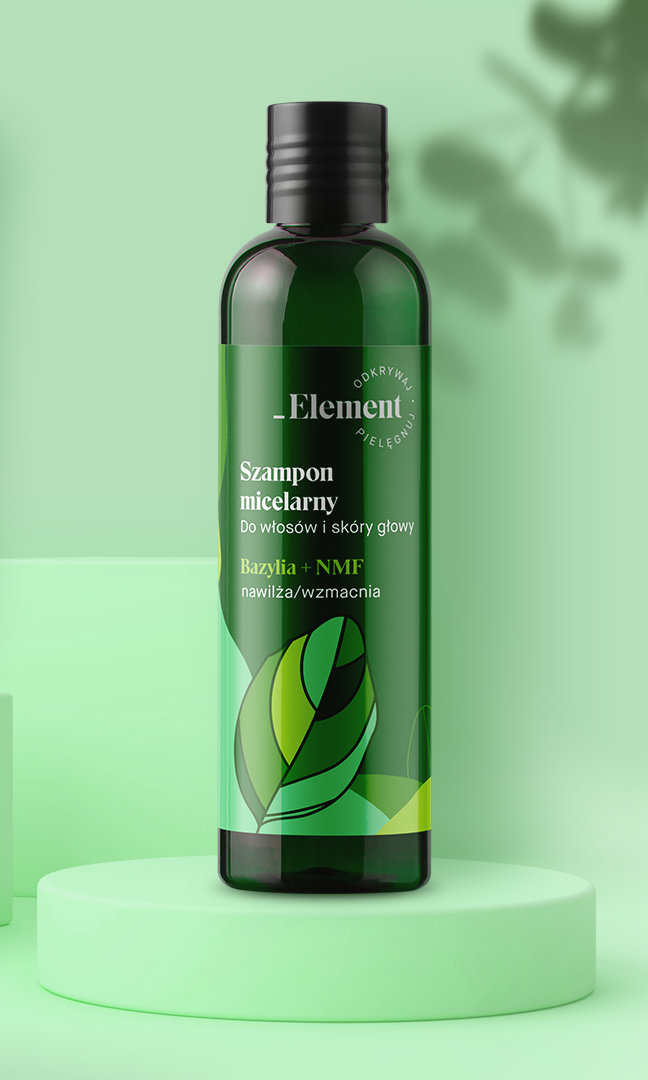 ODKRYWAJ · PIELĘGNUJ ·
_Element
Szampon
micelarny
Do włosów i skóry głowy
Bazylia + NMF
nawilża/wzmacnia